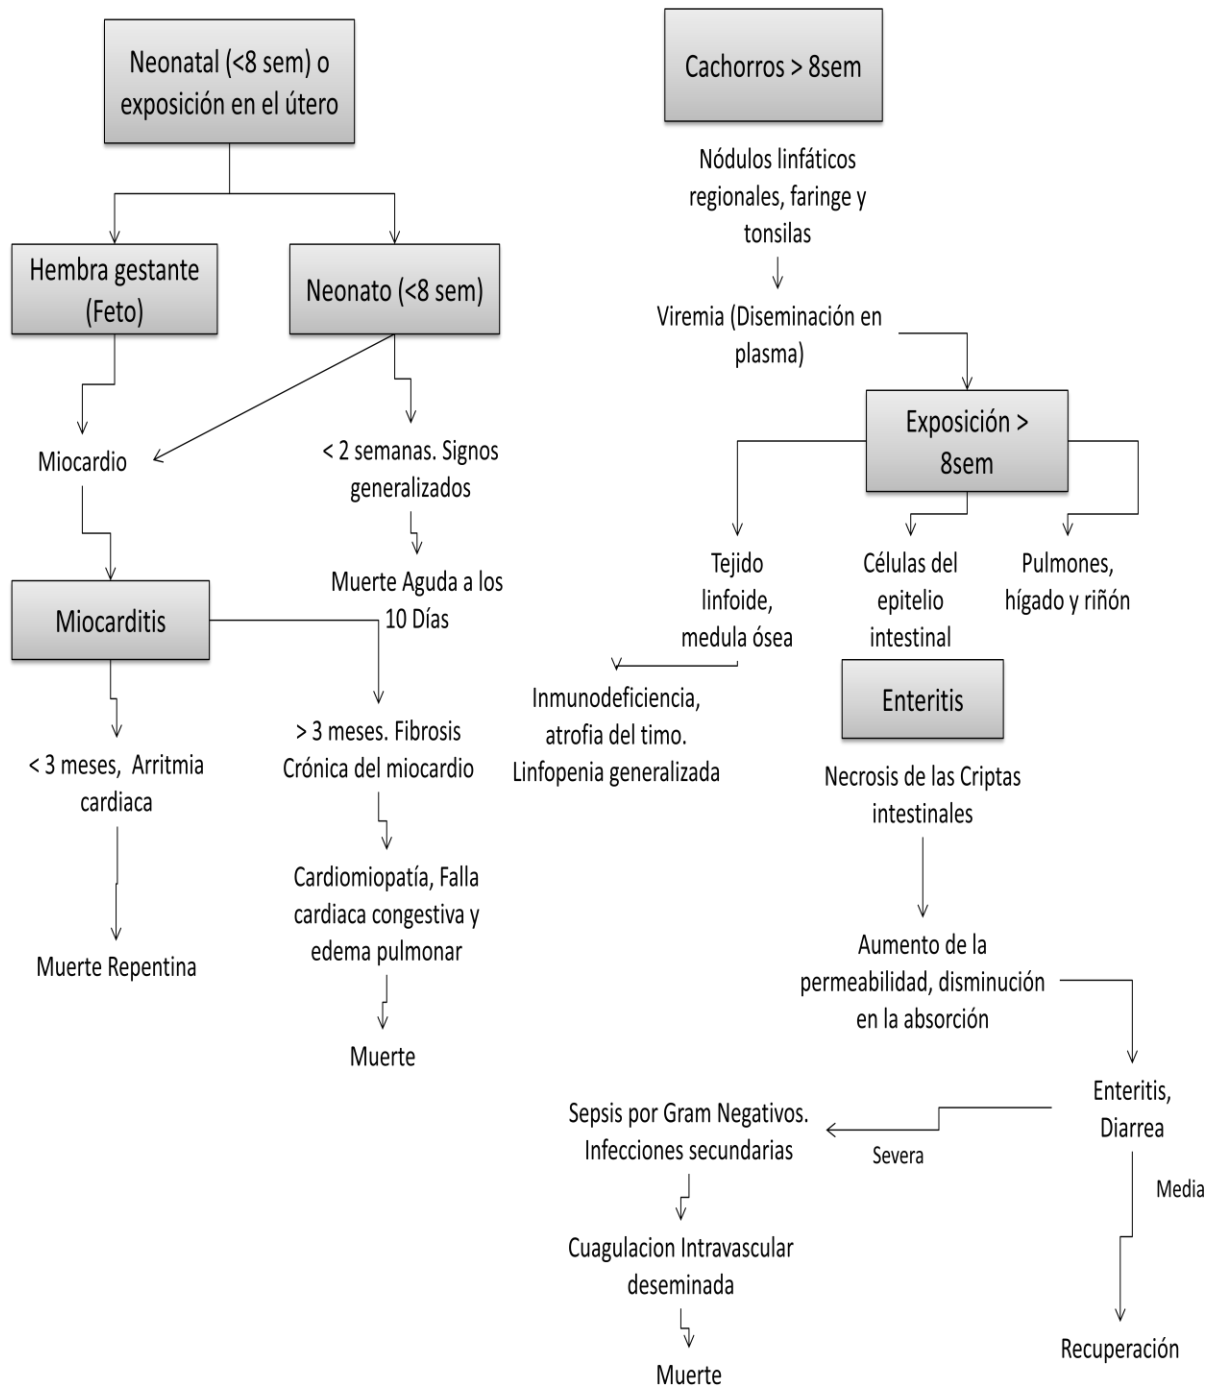 Neonatal (<8 sem) o
exposición en el útero
Hembra gestante
(Feto)
Neonato (<8 sem)
Miocardio
< 2 semanas. Signos
generalizados
Muerte Aguda a los
10 Días
Miocarditis
< 3 meses, Arritmia
cardiaca
Muerte Repentina
> 3 meses. Fibrosis
Crónica del miocardio
Cardiomiopatía, Falla
cardiaca congestiva y
edema pulmonar
Muerte
Cachorros > 8sem
Nódulos linfáticos
regionales, faringe y
tonsilas
Viremia (Diseminación en
plasma)
Exposición >
8sem
Tejido
linfoide,
medula ósea
Células del
epitelio
intestinal
Pulmones,
hígado y riñón
Inmunodeficiencia,
atrofia del timo.
Linfopenia generalizada
Enteritis
Necrosis de las Criptas
intestinales
Aumento de la
permeabilidad, disminución
en la absorción
Enteritis,
Diarrea
Severa
Media
Sepsis por Gram Negativos.
Infecciones secundarias
Cuagulacion Intravascular
deseminada
Muerte
Recuperación